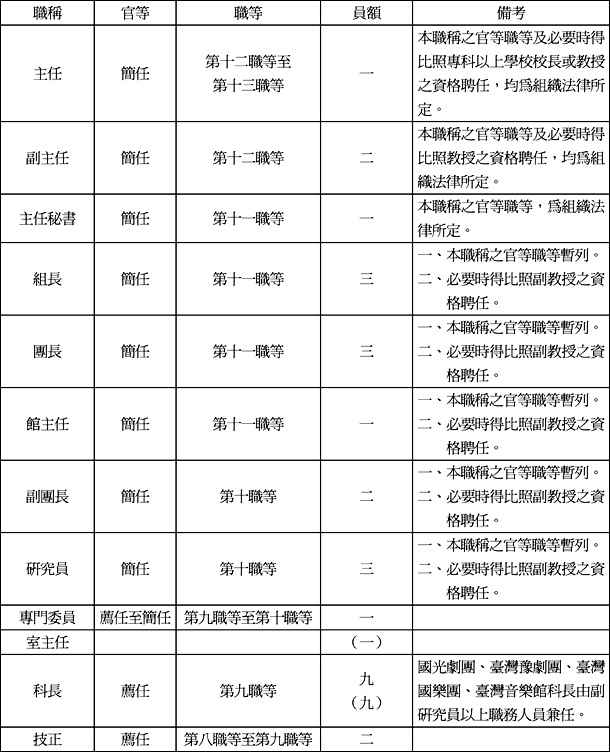 職稱 官等 職等 員額 備考
主任 簡任 第十二職等至
第十三職等 一 本職稱之官等職等及必要時得
比照專科以上學校校長或教授
之資格聘任，均為組織法律所
定。
副主任 簡任 第十二職等 二 本職稱之官等職等及必要時得
比照教授之資格聘任，均為組
織法律所定。
主任秘書 簡任 第十一職等 一 本職稱之官等職等，為組織法
律所定。
組長 簡任 第十一職等 三 一、本職稱之官等職等暫列。
二、必要時得比照副教授之資
格聘任。
團長 簡任 第十一職等 三 一、本職稱之官等職等暫列。
二、必要時得比照副教授之資
格聘任。
館主任 簡任 第十一職等 一 一、本職稱之官等職等暫列。
二、必要時得比照副教授之資
格聘任。
副團長 簡任 第十職等 二 一、本職稱之官等職等暫列。
二、必要時得比照副教授之資
格聘任。
研究員 簡任 第十職等 三 一、本職稱之官等職等暫列。
二、必要時得比照副教授之資
格聘任。
專門委員 薦任至簡任 第九職等至第十職等 一
室主任 （一）
科長 薦任 第九職等 九
（九） 國光劇團、臺灣豫劇團、臺灣
國樂團、臺灣音樂館科長由副
研究員以上職務人員兼任。
技正 薦任 第八職等至第九職等 二